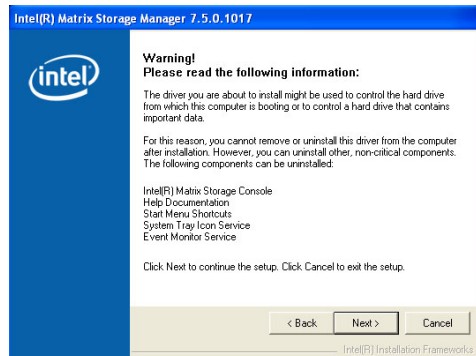 Intel(R) Matrix Storage Manager 7.5.0.1017
intel
Warning!
Please read the following information:
The driver you are about to install might be used to control the hard drive
from which this computer is booting or to control a hard drive that contains
important data.
For this reason, you cannot remove or uninstall this driver from the computer
after installation. However, you can uninstall other, non-critical components.
The following components can be uninstalled:
Intel(R) Matrix Storage Console
Help Documentation
Start Menu Shortcuts
System Tray Icon Service
Event Monitor Service
Click Next to continue the setup. Click Cancel to exit the setup.
< Back Next > Cancel
Intel(R) Installation Frameworks